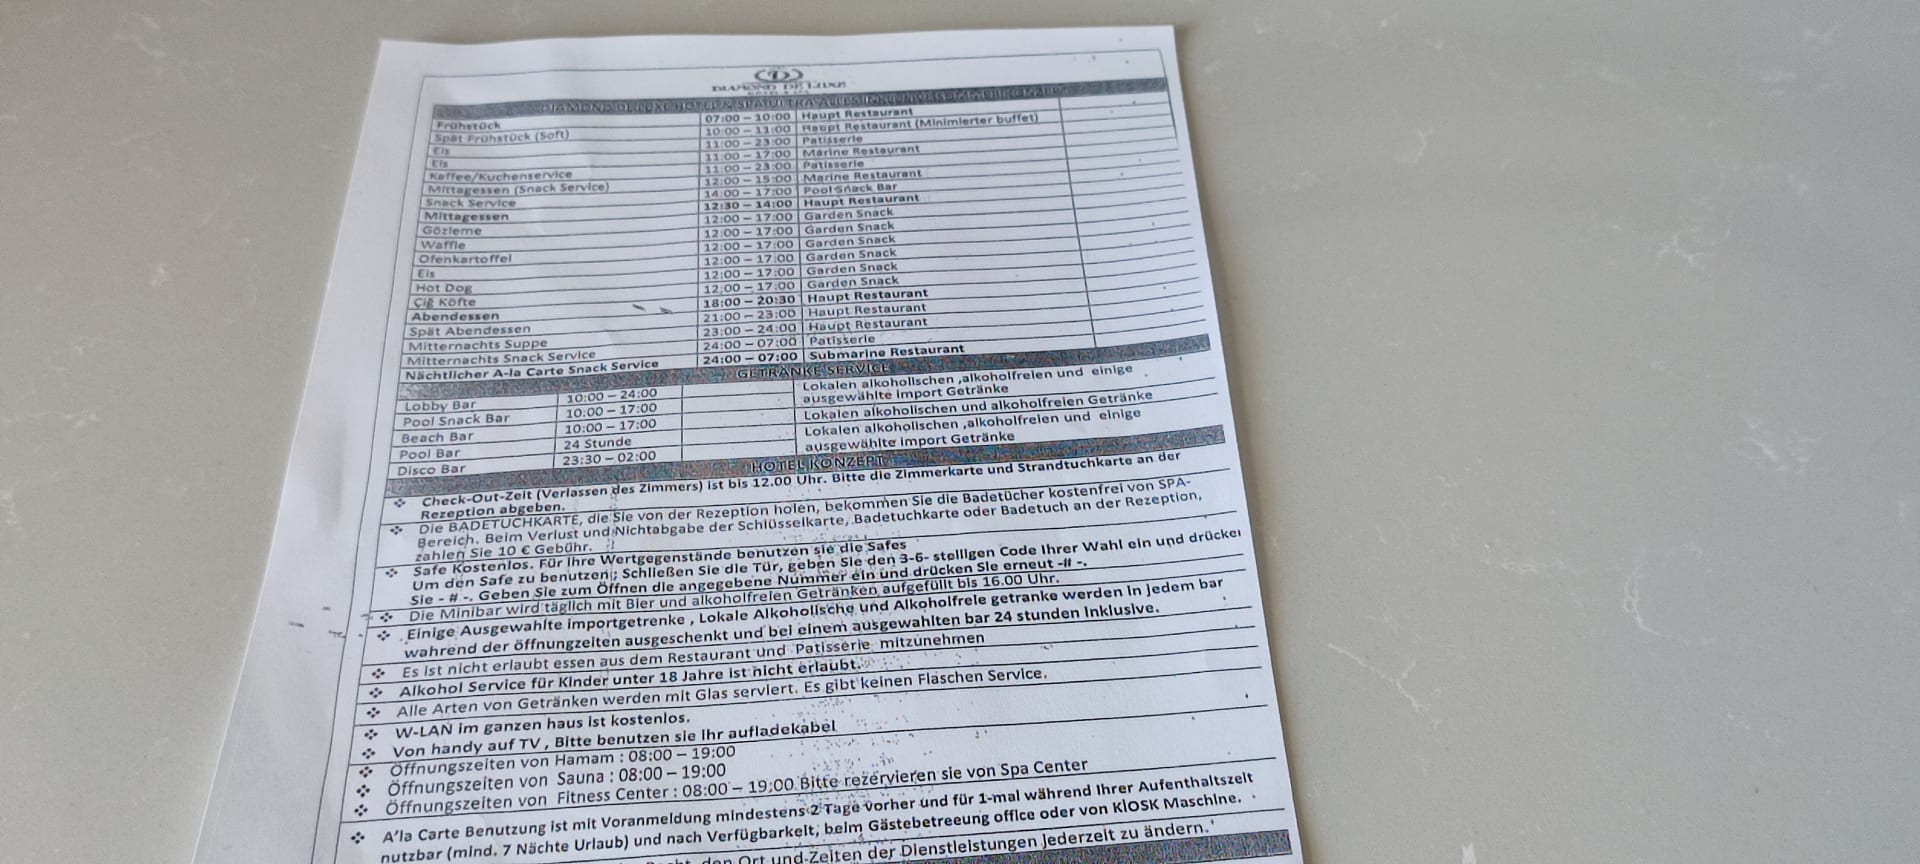 DIAMOND DE LUXE
HOTEL & SPA
DIAMOND DE LUXE HOTEL & SPA ULTRA ALLES INKLUSIVE
Frühstück 07:00 – 10:00 Haupt Restaurant
Spät Frühstück (Soft) 10:00 – 11:00 Haupt Restaurant (Minimierter buffet)
Eis 11:00 – 23:00 Patisserie
Eis 11:00 – 17:00 Marine Restaurant
Kaffee/Kuchenservice 11:00 – 23:00 Patisserie
Mittagessen (Snack Service) 12:00 – 15:00 Marine Restaurant
Snack Service 14:00 – 17:00 Pool Snack Bar
Mittagessen 12:30 – 14:00 Haupt Restaurant
Gözleme 12:00 – 17:00 Garden Snack
Waffle 12:00 – 17:00 Garden Snack
Ofenkartoffel 12:00 – 17:00 Garden Snack
Eis 12:00 – 17:00 Garden Snack
Hot Dog 12:00 – 17:00 Garden Snack
Çiğ Köfte 12:00 – 17:00 Garden Snack
Abendessen 18:00 – 20:30 Haupt Restaurant
Spät Abendessen 21:00 – 23:00 Haupt Restaurant
Mitternachts Suppe 23:00 – 24:00 Haupt Restaurant
Mitternachts Snack Service 24:00 – 07:00 Patisserie
Nächtlicher A-la Carte Snack Service 24:00 – 07:00 Submarine Restaurant
GETRÄNKE SERVICE
Lobby Bar 10:00 – 24:00 Lokalen alkoholischen ,alkoholfreien und einige
ausgewählte import Getränke
Pool Snack Bar 10:00 – 17:00 Lokalen alkoholischen und alkoholfreien Getränke
Beach Bar 10:00 – 17:00 Lokalen alkoholischen ,alkoholfreien und einige
Pool Bar 24 Stunde ausgewählte import Getränke
Disco Bar 23:30 – 02:00
HOTEL KONZEPT
❖ Check-Out-Zeit (Verlassen des Zimmers) ist bis 12.00 Uhr. Bitte die Zimmerkarte und Strandtuchkarte an der
Rezeption abgeben.
❖ Die BADETUCHKARTE, die Sie von der Rezeption holen, bekommen Sie die Badetücher kostenfrei von SPA-
Bereich. Beim Verlust und Nichtabgabe der Schlüsselkarte, Badetuchkarte oder Badetuch an der Rezeption,
zahlen Sie 10 € Gebühr.
❖ Safe Kostenlos. Für Ihre Wertgegenstände benutzen sie die Safes
Um den Safe zu benutzen; Schließen Sie die Tür, geben Sie den 3-6- stelligen Code Ihrer Wahl ein und drücken
Sie - # -. Geben Sie zum Öffnen die angegebene Nummer ein und drücken Sie erneut -# -.
❖ Die Minibar wird täglich mit Bier und alkoholfreien Getränken aufgefüllt bis 16.00 Uhr.
❖ Einige Ausgewahlte importgetrenke , Lokale Alkoholische und Alkoholfreie getranke werden in jedem bar
wahrend der öffnungzeiten ausgeschenkt und bei einem ausgewahlten bar 24 stunden Inklusive.
❖ Es ist nicht erlaubt essen aus dem Restaurant und Patisserie mitzunehmen
❖ Alkohol Service für Kinder unter 18 Jahre ist nicht erlaubt.
❖ Alle Arten von Getränken werden mit Glas serviert. Es gibt keinen Flaschen Service.
❖ W-LAN im ganzen haus ist kostenlos.
❖ Von handy auf TV , Bitte benutzen sie Ihr aufladekabel
❖ Öffnungszeiten von Hamam : 08:00 – 19:00
❖ Öffnungszeiten von Sauna : 08:00 – 19:00
❖ Öffnungszeiten von Fitness Center : 08:00 – 19:00 Bitte rezervieren sie von Spa Center
❖ A'la Carte Benutzung ist mit Voranmeldung mindestens 2 Tage vorher und für 1-mal während Ihrer Aufenthaltszeit
nutzbar (mind. 7 Nächte Urlaub) und nach Verfügbarkeit, beim Gästebetreeung office oder von KİOSK Maschine.
den Ort und Zeiten der Dienstleistungen jederzeit zu ändern.